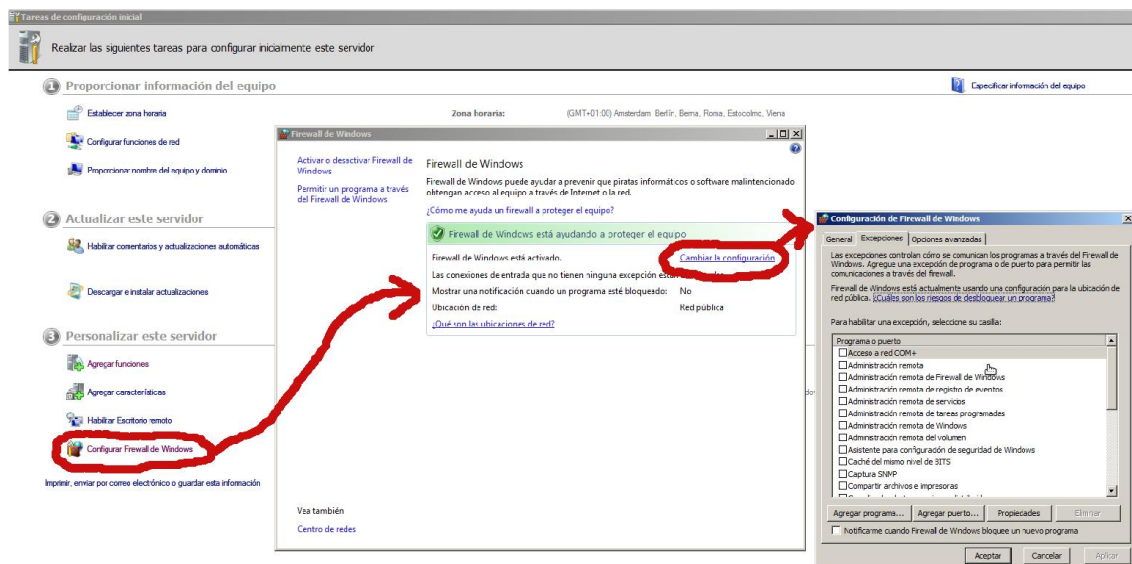 Tareas de configuración inicial
Realizar las siguientes tareas para configurar inicialmente este servidor
1 Proporcionar información del equipo
Especificar información del equipo
Establecer zona horaria
Zona horaria: (GMT+01:00) Amsterdam Berlír, Berna, Roma, Estocolmo, Viena
Configurar funciones de red
Proporcionar nombre del equipo y dominio
2 Actualizar este servidor
Habilitar comentarios y actualizaciones automáticas
Descargar e instalar actualizaciones
3 Personalizar este servidor
Agregar funciones
Agregar características
Habilitar Escritorio remoto
Configurar Firewall de Windows
Imprimir, enviar por correo electrónico o guardar esta información
Firewall de Windows
Activar o desactivar Firewall de
Windows
Permitir un programa a través
del Firewall de Windows
Firewall de Windows
Firewall de Windows puede ayudar a prevenir que piratas informáticos o software malintencionado
obtengan acceso al equipo a través de Internet o la red.
¿Cómo me ayuda un firewall a proteger el equipo?
Firewall de Windows está ayudando a proteger el equipo
Firewall de Windows está activado.
Cambiar la configuración
Las conexiones de entrada que no tienen ninguna excepción
Mostrar una notificación cuando un programa esté bloqueado: No
Ubicación de red: Red pública
¿Qué son las ubicaciones de red?
Vea también
Centro de redes
Configuración de Firewall de Windows
General Excepciones Opciones avanzadas
Las excepciones controlan cómo se comunican los programas a través del Firewall de
Windows. Agregue una excepción de programa o de puerto para permitir las
comunicaciones a través del firewall.
Firewall de Windows está actualmente usando una configuración para la ubicación de
red pública. ¿Cuáles son los riesgos de desbloquear un programa?
Para habilitar una excepción, seleccione su casilla:
Programa o puerto
Acceso a red COM+
Administración remota
Administración remota de Firewall de Windows
Administración remota de registro de eventos
Administración remota de servicios
Administración remota de tareas programadas
Administración remota de Windows
Administración remota del volumen
Asistente para configuración de seguridad de Windows
Caché del mismo nivel de BITS
Captura SNMP
Compartir archivos e impresoras
Agregar programa... Agregar puerto... Propiedades Eliminar
Notificarme cuando Firewall de Windows bloquee un nuevo programa
Aceptar Cancelar Aplicar